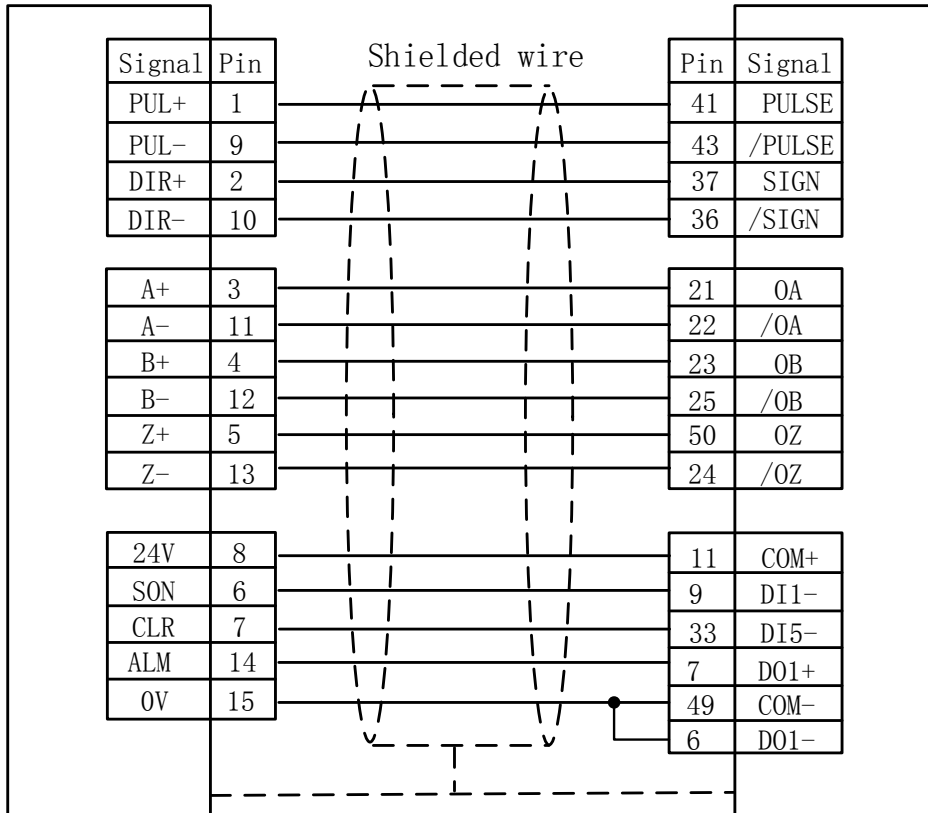 Shielded wire
Signal Pin Pin Signal
PUL+ 1 41 PULSE
PUL- 9 43 /PULSE
DIR+ 2 37 SIGN
DIR- 10 36 /SIGN
A+ 3 21 OA
A- 11 22 /OA
B+ 4 23 OB
B- 12 25 /OB
Z+ 5 50 OZ
Z- 13 24 /OZ
24V 8 11 COM+
SON 6 9 DI1-
CLR 7 33 DI5-
ALM 14 7 DO1+
0V 15 49 COM-
6 DO1-